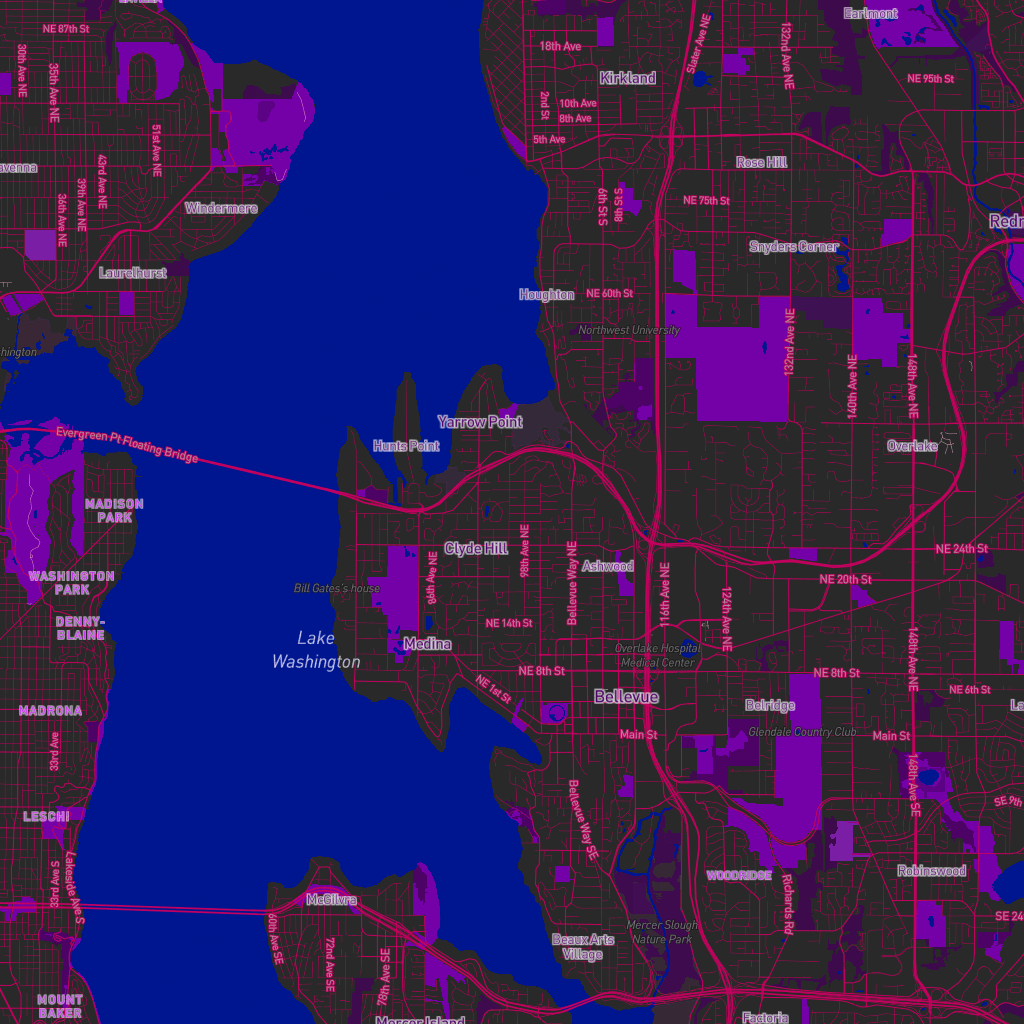 NE 87th St
Earlmont
18th Ave
Slater Ave NE
132nd Ave NE
30th Ave NE
35th Ave NE
Kirkland
NE 95th St
2nd St
10th Ave
8th Ave
51st Ave NE
5th Ave
Rose Hill
43rd Ave NE
39th Ave NE
36th Ave NE
Windermere
6th St S
8th St S
NE 75th St
Snyders Corner
Laurelhurst
Houghton
NE 60th St
Northwest University
132nd Ave NE
140th Ave NE
148th Ave NE
Yarrow Point
Evergreen Pt Floating Bridge
Hunts Point
Overlake
MADISON
PARK
Clyde Hill
98th Ave NE
Bellevue Way NE
Ashwood
NE 24th St
WASHINGTON
PARK
Bill Gates's house
84th Ave NE
116th Ave NE
124th Ave NE
NE 20th St
DENNY-
BLAINE
NE 14th St
Lake
Washington
Medina
Overlake Hospital
Medical Center
148th Ave NE
NE 8th St
NE 8th St
NE 1st St
Bellevue
NE 6th St
MADRONA
Belridge
Glendale Country Club
33rd Ave
Main St
Main St
148th Ave SE
LESCHI
Bellevue Way SE
SE 9th
33rd Ave S
Lakeside Ave S
WOODRIDGE
Richards Rd
Robinswood
McGilvra
60th Ave SE
72nd Ave SE
78th Ave SE
Beaux Arts
Village
Mercer Slough
Nature Park
SE 24
MOUNT
BAKER
Mercer Island
Factoria